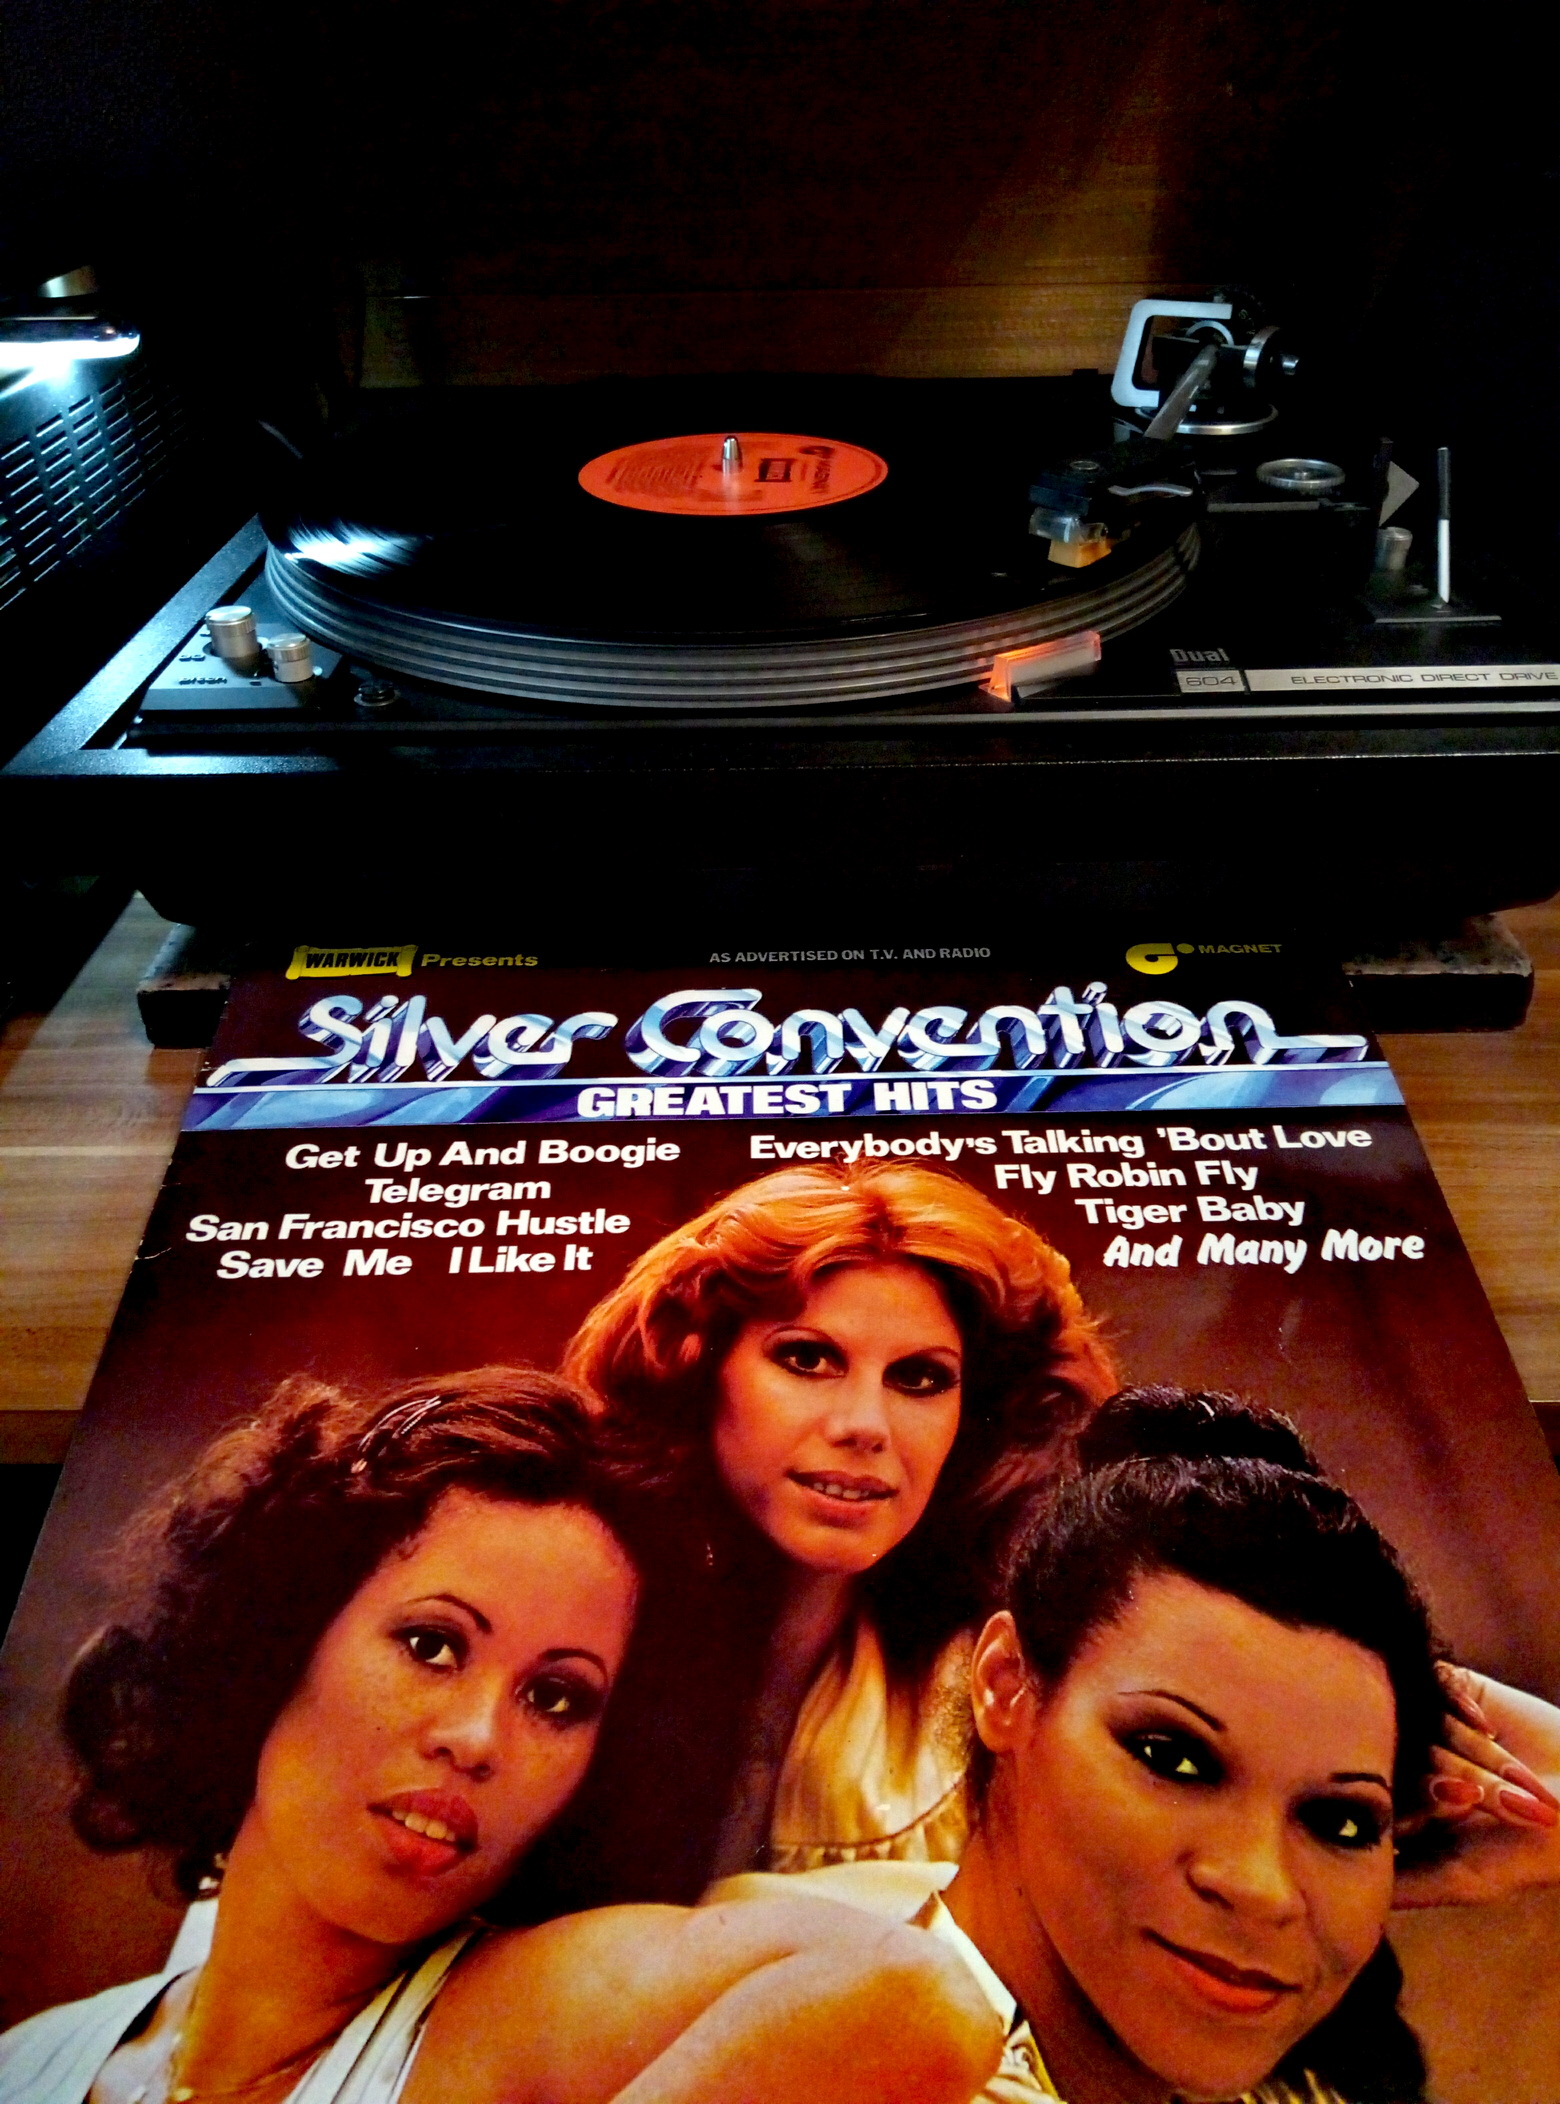 Dual
604 ELECTRONIC DIRECT DRIVE
WARWICK Presents
AS ADVERTISED ON T.V. AND RADIO
MAGNET
Silver Convention
GREATEST HITS
Get Up And Boogie
Telegram
San Francisco Hustle
Save Me I Like It
Everybody's Talking 'Bout Love
Fly Robin Fly
Tiger Baby
And Many More